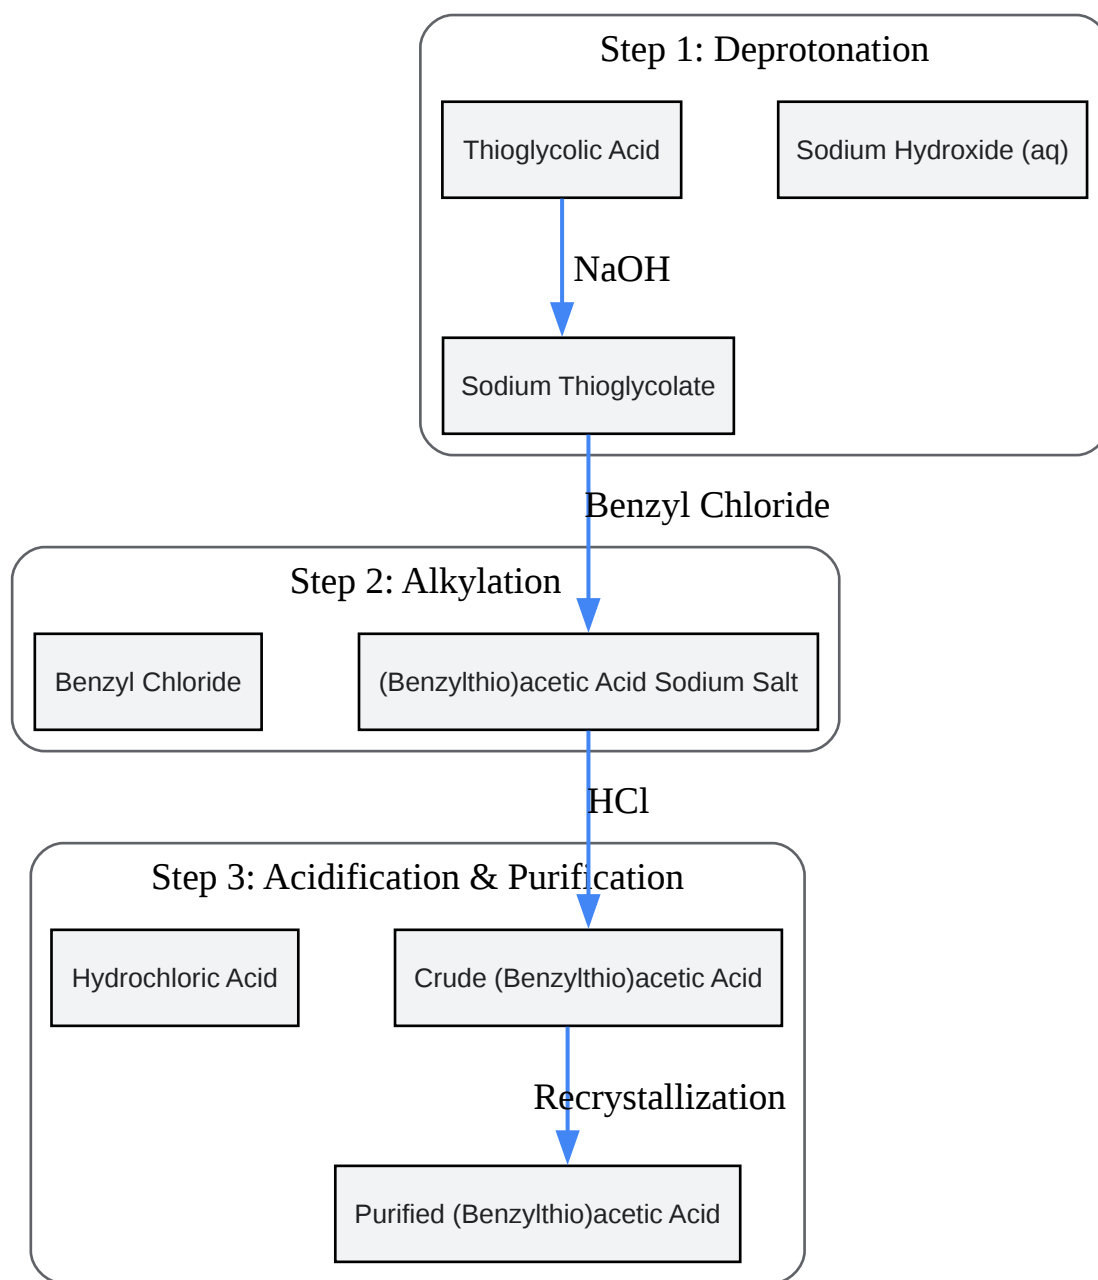 Step 1: Deprotonation
Thioglycolic Acid
Sodium Hydroxide (aq)
NaOH
Sodium Thioglycolate
Benzyl Chloride
Step 2: Alkylation
Benzyl Chloride
(Benzylthio)acetic Acid Sodium Salt
HCl
Step 3: Acidification & Purification
Hydrochloric Acid
Crude (Benzylthio)acetic Acid
Recrystallization
Purified (Benzylthio)acetic Acid